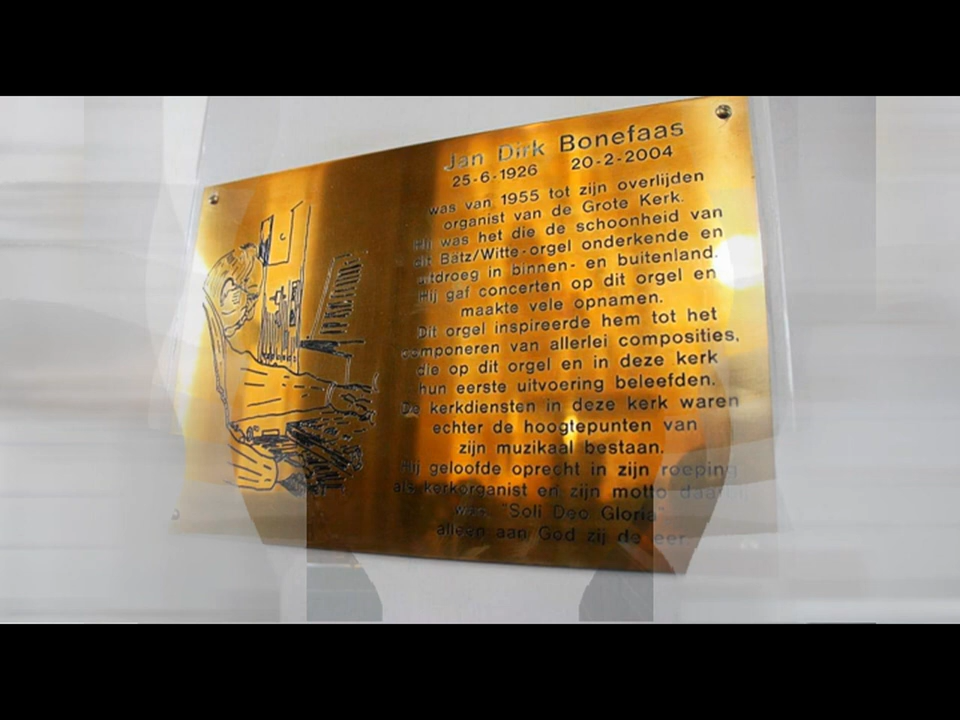 Jan Dirk Bonefaas
25-6-1926 20-2-2004
was van 1955 tot zijn overlijden
organist van de Grote Kerk.
Hij was het die de schoonheid van
dit Bätz/Witte-orgel onderkende en
uitdroeg in binnen- en buitenland.
Hij gaf concerten op dit orgel en
maakte vele opnamen.
Dit orgel inspireerde hem tot het
componeren van allerlei composities,
die op dit orgel en in deze kerk
hun eerste uitvoering beleefden.
De kerkdiensten in deze kerk waren
echter de hoogtepunten van
zijn muzikaal bestaan.
Hij geloofde oprecht in zijn roeping
als kerkorganist en zijn motto daarbij
was: "Soli Deo Gloria"
alleen aan God zij de eer.